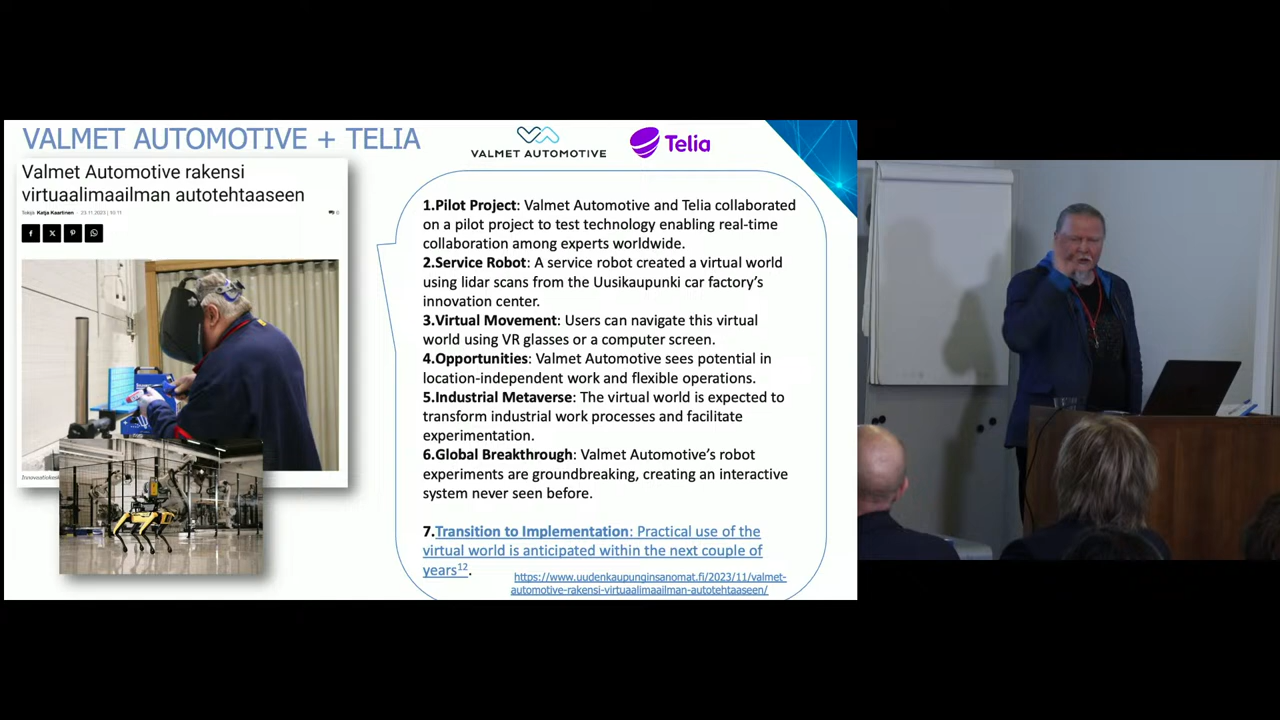 VALMET AUTOMOTIVE + TELIA
VALMET AUTOMOTIVE
Telia
Valmet Automotive rakensi
virtuaalimaailman autotehtaaseen
Katja Kaartinen - 23.11.2023 | 10:11
1.Pilot Project: Valmet Automotive and Telia collaborated
on a pilot project to test technology enabling real-time
collaboration among experts worldwide.
2.Service Robot: A service robot created a virtual world
using lidar scans from the Uusikaupunki car factory's
innovation center.
3.Virtual Movement: Users can navigate this virtual
world using VR glasses or a computer screen.
4.Opportunities: Valmet Automotive sees potential in
location-independent work and flexible operations.
5.Industrial Metaverse: The virtual world is expected to
transform industrial work processes and facilitate
experimentation.
6.Global Breakthrough: Valmet Automotive's robot
experiments are groundbreaking, creating an interactive
system never seen before.
7.Transition to Implementation: Practical use of the
virtual world is anticipated within the next couple of
years12.
https://www.uudenkaupunginsanomat.fi/2023/11/valmet-
automotive-rakensi-virtuaalimaailman-autotehtaaseen/